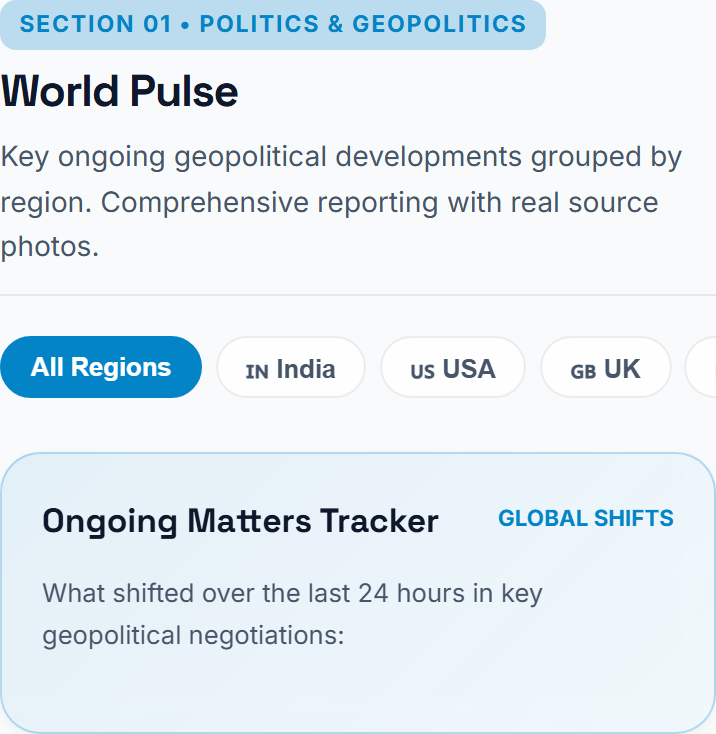 SECTION 01 • POLITICS & GEOPOLITICS
World Pulse
Key ongoing geopolitical developments grouped by
region. Comprehensive reporting with real source
photos.
All Regions
IN India
US USA
GB UK
Ongoing Matters Tracker
GLOBAL SHIFTS
What shifted over the last 24 hours in key
geopolitical negotiations: